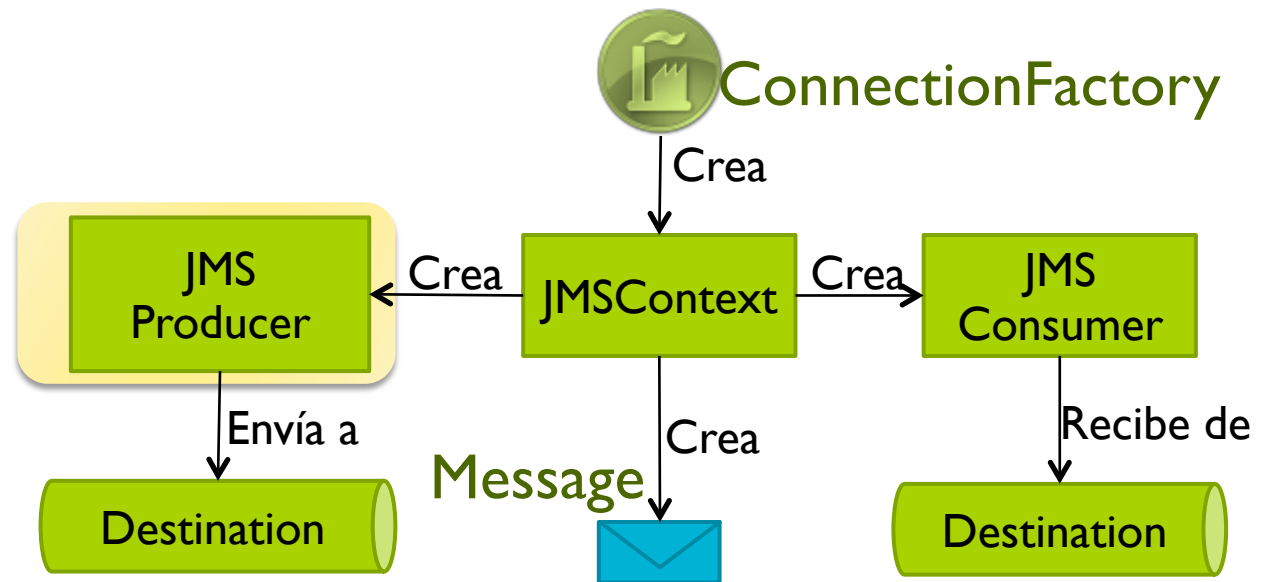 ConnectionFactory
Crea
JMS
Producer
Crea
JMSContext
Crea
JMS
Consumer
Envía a
Crea
Recibe de
Message
Destination
Destination